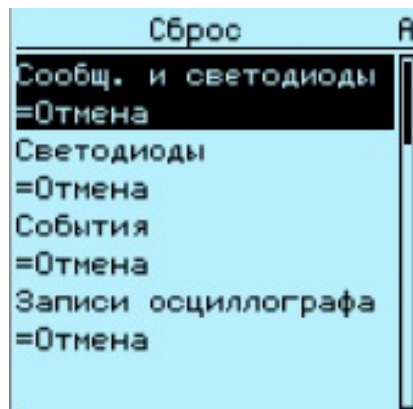 Сброс A
Сообщ. и светодиоды
=Отмена
Светодиоды
=Отмена
События
=Отмена
Записи осциллографа
=Отмена